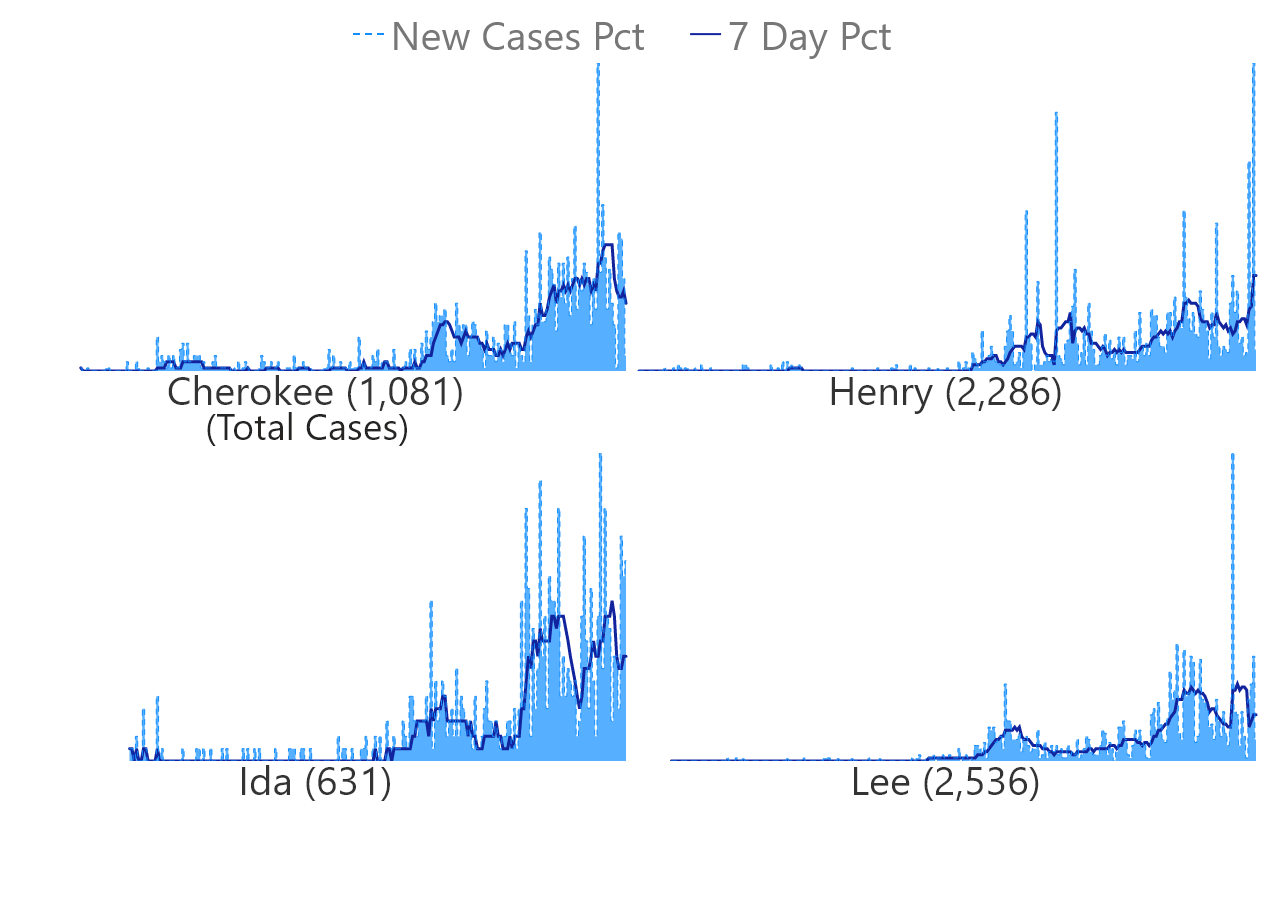 New Cases Pct 7 Day Pct
Cherokee (1,081)
(Total Cases)
Henry (2,286)
Ida (631)
Lee (2,536)